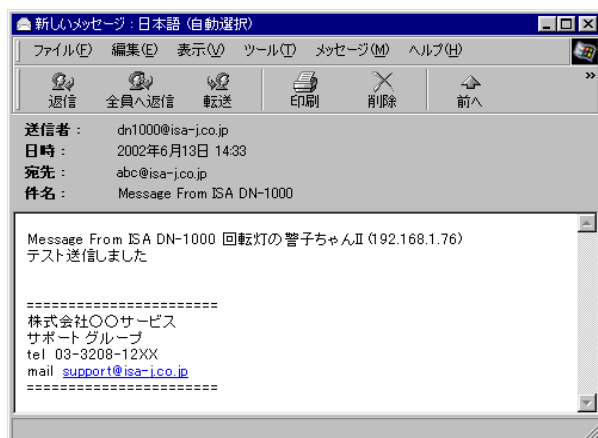 新しいメッセージ : 日本語 (自動選択)
ファイル(F) 編集(E) 表示(V) ツール(T) メッセージ(M) ヘルプ(H)
返信 全員へ返信 転送 印刷 削除 前へ »
送信者 : dn1000@isa-j.co.jp
日時 : 2002年6月13日 14:33
宛先 : abc@isa-j.co.jp
件名 : Message From ISA DN-1000
Message From ISA DN-1000 回転灯の警子ちゃんII (192.168.1.76)
テスト送信しました
=======================
株式会社〇〇サービス
サポートグループ
tel 03-3208-12XX
mail support@isa-j.co.jp
=======================